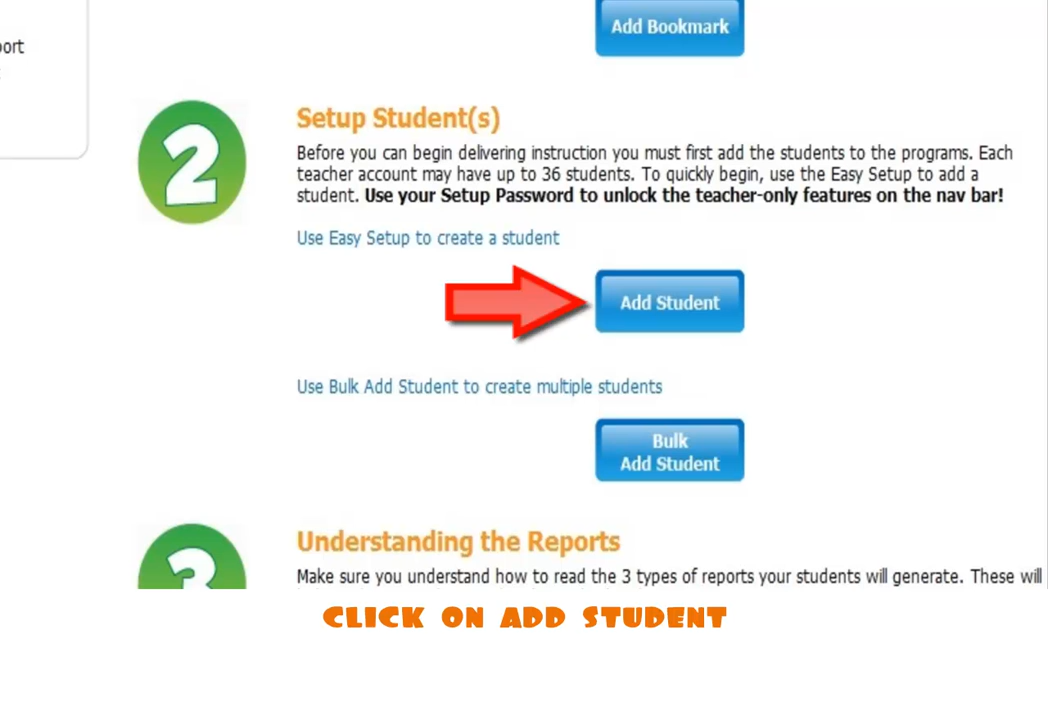 port
Add Bookmark
2
Setup Student(s)
Before you can begin delivering instruction you must first add the students to the programs. Each
teacher account may have up to 36 students. To quickly begin, use the Easy Setup to add a
student. Use your Setup Password to unlock the teacher-only features on the nav bar!
Use Easy Setup to create a student
Add Student
Use Bulk Add Student to create multiple students
Bulk
Add Student
3
Understanding the Reports
Make sure you understand how to read the 3 types of reports your students will generate. These will
CLICK ON ADD STUDENT